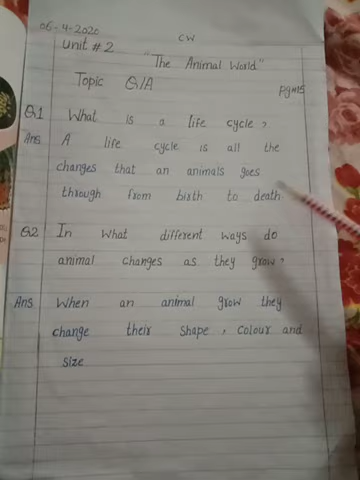 06-4-2020
CW
Unit # 2
"The Animal World"
Topic Q/A
Pg#15
Q1 What is a life cycle?
Ans A life cycle is all the
changes that an animals goes
through from birth to death
Q2 In What different ways do
animal changes as they grow?
Ans When an animal grow they
change their shape, colour and
size